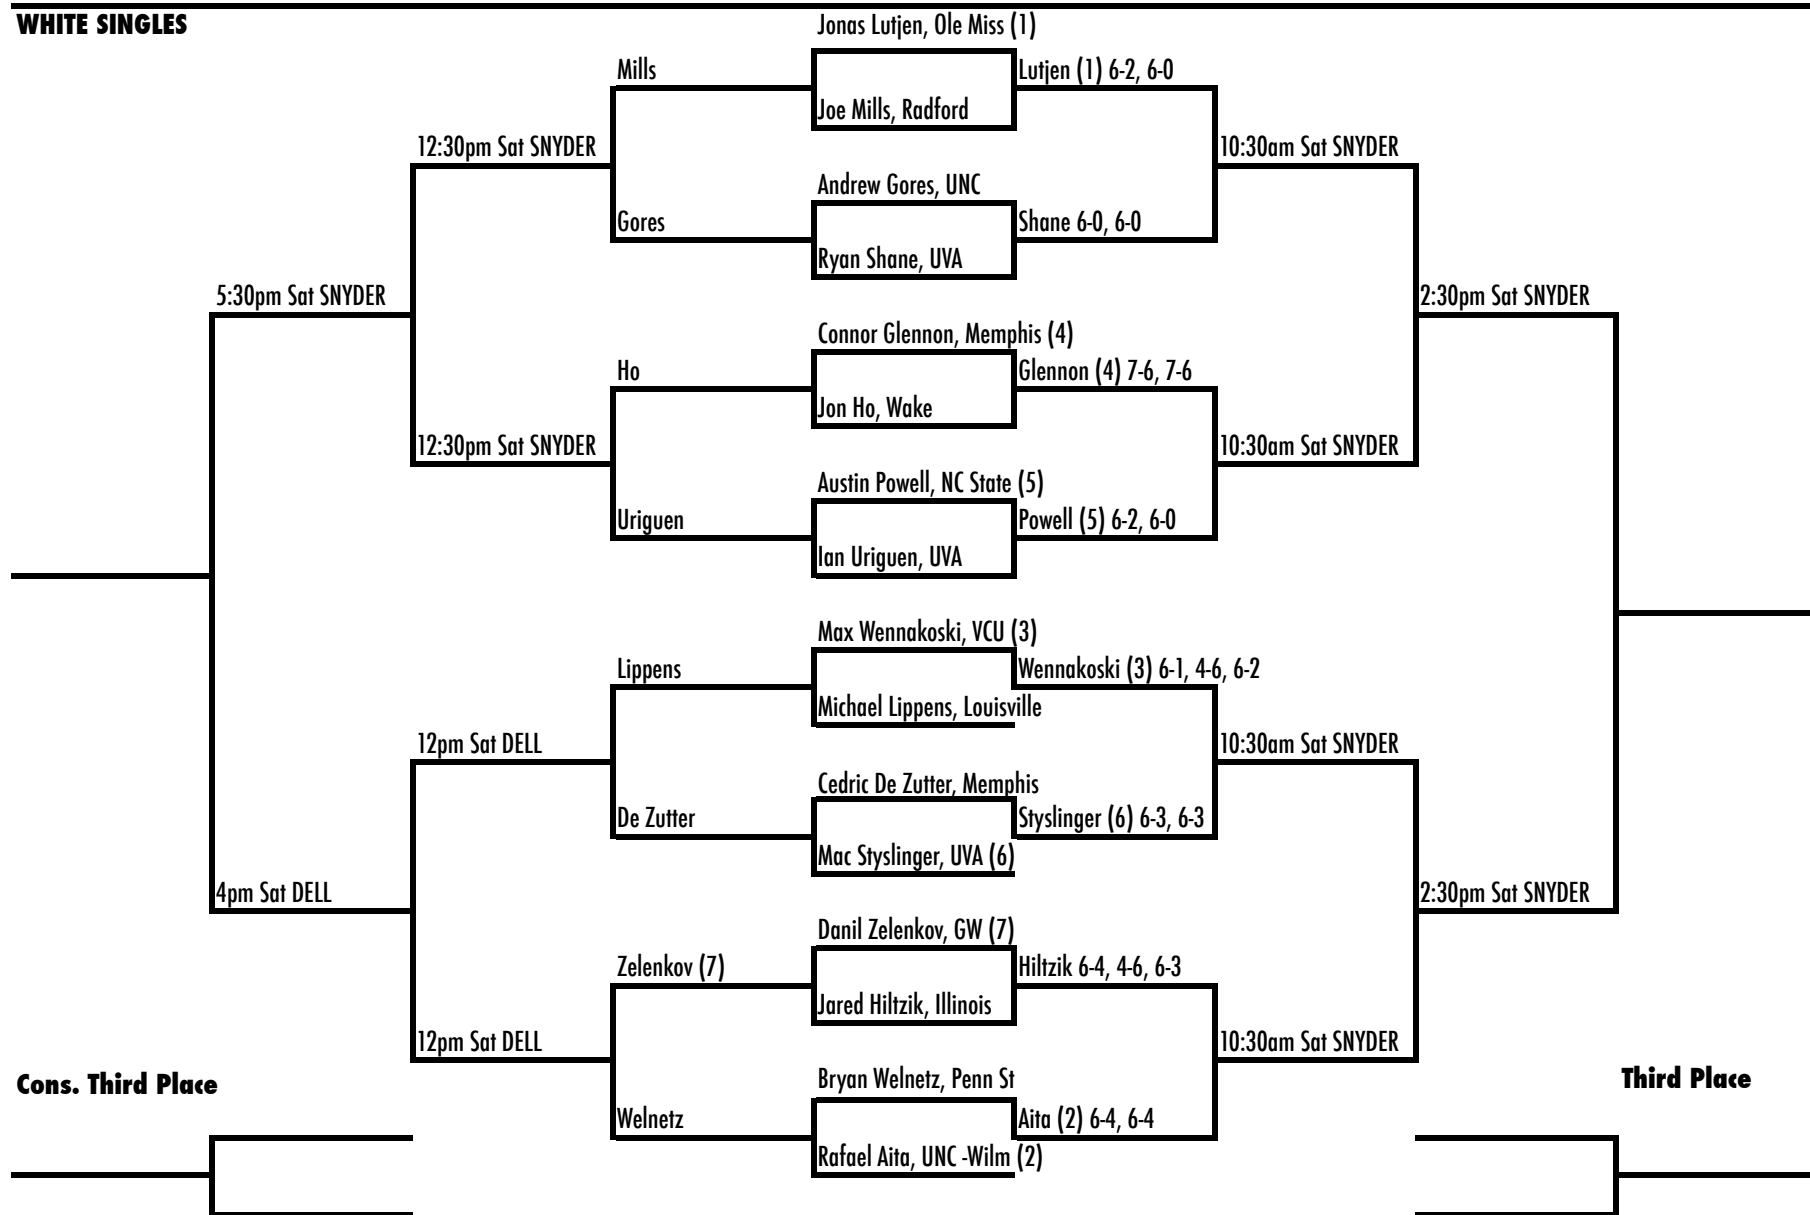 WHITE SINGLES
Jonas Lutjen, Ole Miss (1)
Mills
Lutjen (1) 6-2, 6-0
Joe Mills, Radford
12:30pm Sat SNYDER
10:30am Sat SNYDER
Andrew Gores, UNC
Gores
Shane 6-0, 6-0
Ryan Shane, UVA
5:30pm Sat SNYDER
2:30pm Sat SNYDER
Connor Glennon, Memphis (4)
Ho
Glennon (4) 7-6, 7-6
Jon Ho, Wake
12:30pm Sat SNYDER
10:30am Sat SNYDER
Austin Powell, NC State (5)
Uriguen
Powell (5) 6-2, 6-0
Ian Uriguen, UVA
Max Wennakoski, VCU (3)
Lippens
Wennakoski (3) 6-1, 4-6, 6-2
Michael Lippens, Louisville
12pm Sat DELL
10:30am Sat SNYDER
Cedric De Zutter, Memphis
De Zutter
Styslinger (6) 6-3, 6-3
Mac Styslinger, UVA (6)
4pm Sat DELL
2:30pm Sat SNYDER
Danil Zelenkov, GW (7)
Zelenkov (7)
Hiltzik 6-4, 4-6, 6-3
Jared Hiltzik, Illinois
12pm Sat DELL
10:30am Sat SNYDER
Cons. Third Place
Bryan Welnetz, Penn St
Third Place
Welnetz
Aita (2) 6-4, 6-4
Rafael Aita, UNC -Wilm (2)